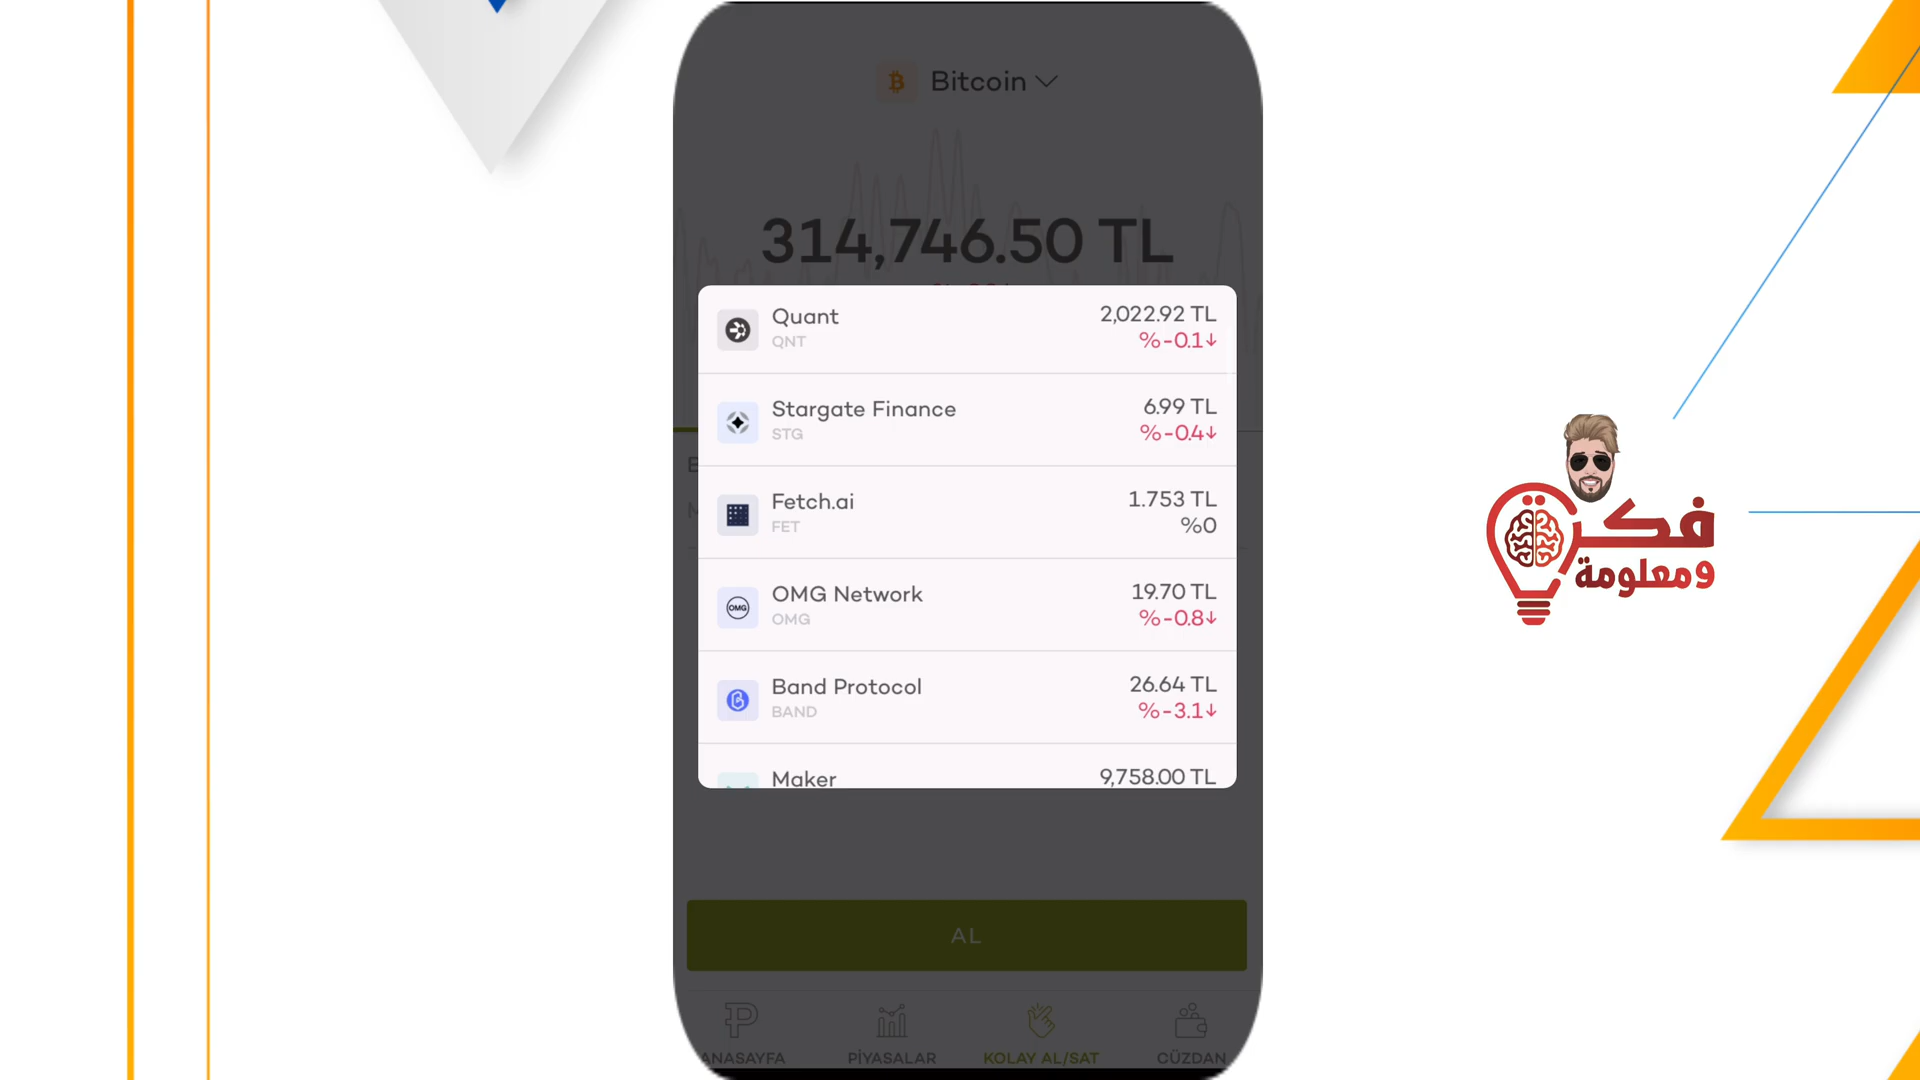 Bitcoin
314,746.50 TL
Quant
2,022.92 TL
QNT
%-0.1↓
Stargate Finance
6.99 TL
STG
%-0.4↓
Fetch.ai
1.753 TL
FET
%0
OMG Network
19.70 TL
OMG
%-0.8↓
OMG
Band Protocol
26.64 TL
BAND
%-3.1↓
Maker
9,758.00 TL
AL
ANASAYFA
PİYASALAR
KOLAY AL/SAT
CÜZDAN
فكرة
ومعلومة